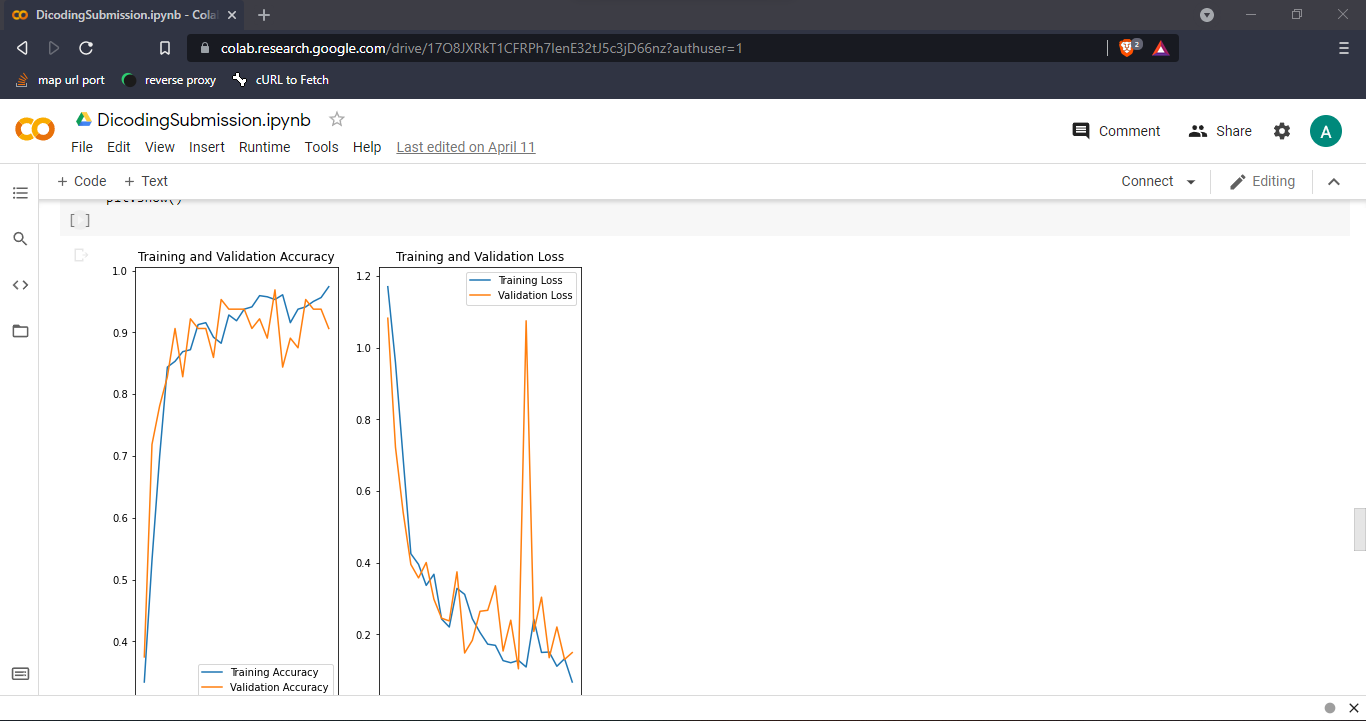 DicodingSubmission.ipynb - Cola
colab.research.google.com/drive/17O8JXRkT1CFRPh7IenE32tJ5c3jD66nz?authuser=1
2
map url port
reverse proxy
cURL to Fetch
DicodingSubmission.ipynb
Comment
Share
A
File Edit View Insert Runtime Tools Help Last edited on April 11
+ Code + Text
Connect
Editing
plt.show()
[ ]
Training and Validation Accuracy
1.0
0.9
0.8
0.7
0.6
0.5
0.4
Training Accuracy
Validation Accuracy
Training and Validation Loss
1.2
1.0
0.8
0.6
0.4
0.2
Training Loss
Validation Loss